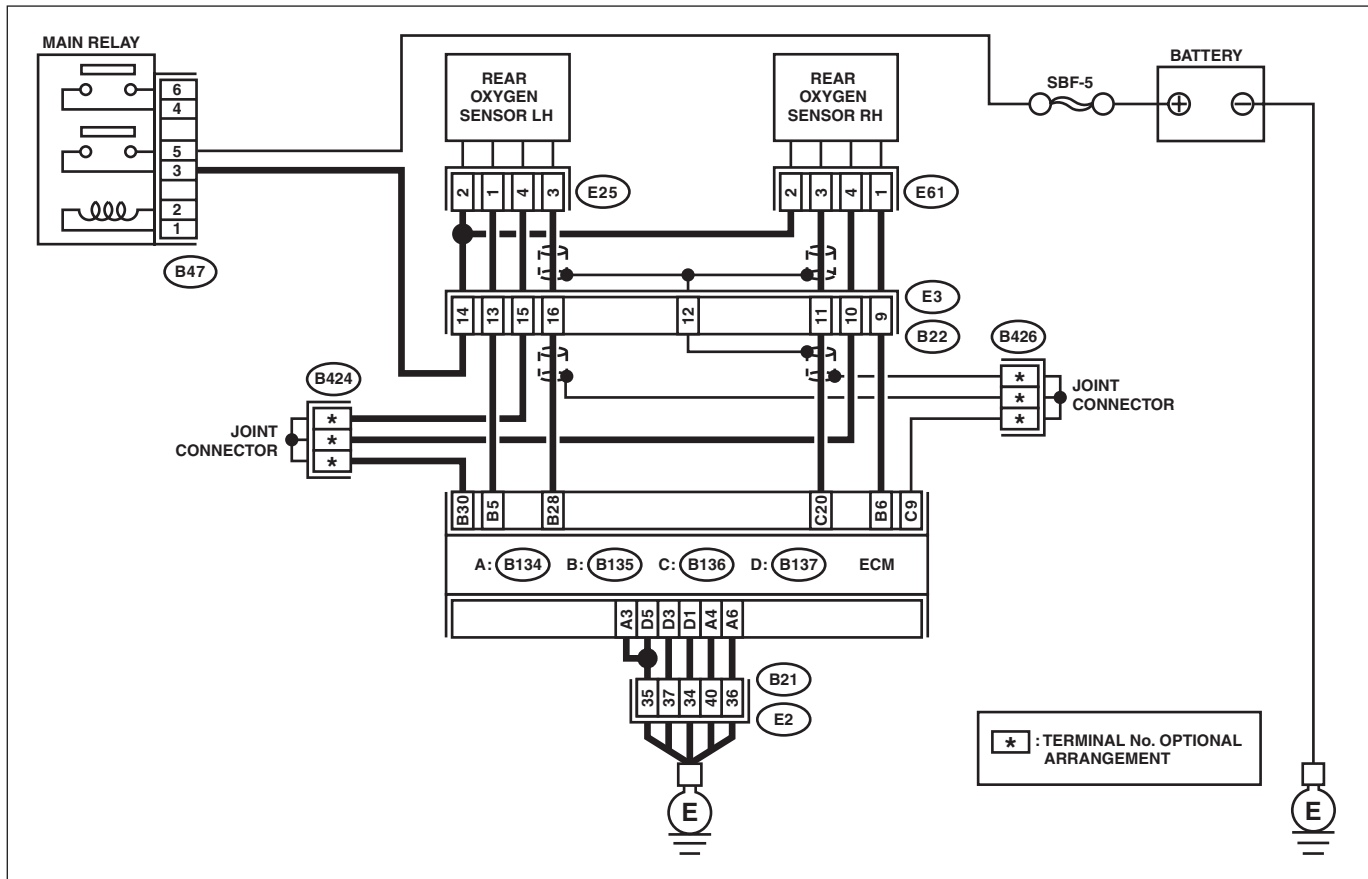 MAIN RELAY
6
4
5
3
2
1
B47
REAR
OXYGEN
SENSOR LH
2 1 4 3
E25
REAR
OXYGEN
SENSOR RH
2 3 4 1
E61
SBF-5
BATTERY
+ −
14 13 15 16 12 11 10 9
E3
B22
B424
*
*
*
JOINT
CONNECTOR
B426
*
*
*
JOINT
CONNECTOR
B30 B5 B28 C20 B6 C9
A: B134 B: B135 C: B136 D: B137 ECM
A3 D5 D3 D1 A4 A6
35 37 34 40 36
B21
E2
E
* : TERMINAL No. OPTIONAL
ARRANGEMENT
E